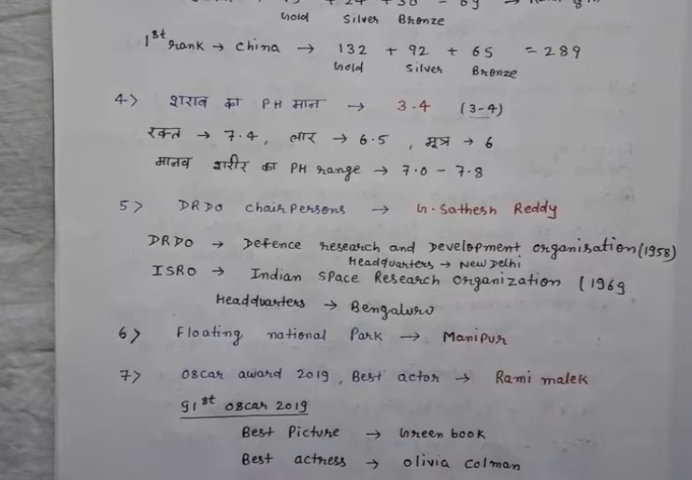 24
Gold Silver Bronze
1st rank → China → 132 + 92 + 65 = 289
Gold Silver Bronze
4> शराब का PH मान → 3-4 (3-4)
रक्त → 7.4, लार → 6.5, मूत्र → 6
मानव शरीर का PH range → 7.0 - 7.8
5> DRDO chairpersons → G. Sathesh Reddy
DRDO → Defence research and Development organisation (1958)
Headquarters → New Delhi
ISRO → Indian Space Research Organization (1969
Headquarters → Bengaluru
6> Floating national Park → Manipur
7> Oscar award 2019, Best actor → Rami malek
91st oscar 2019
Best Picture → Green book
Best actress → Olivia Colman